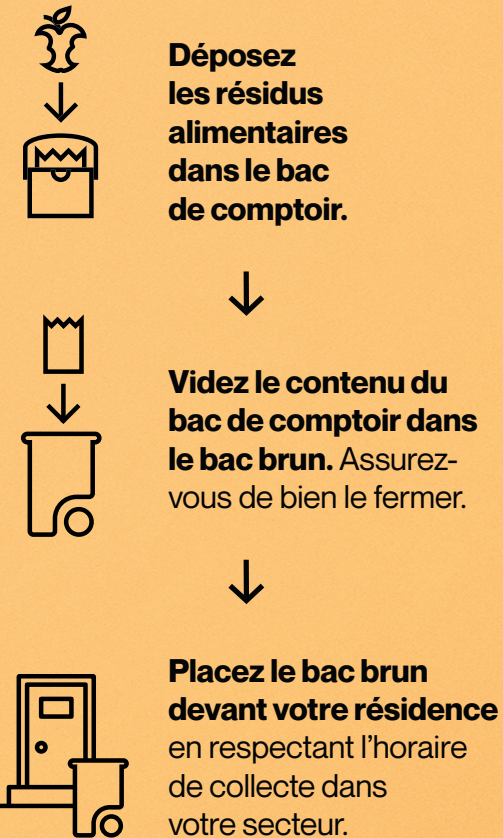 Déposez
les résidus
alimentaires
dans le bac
de comptoir.
Videz le contenu du
bac de comptoir dans
le bac brun. Assurez-
vous de bien le fermer.
Placez le bac brun
devant votre résidence
en respectant l’horaire
de collecte dans
votre secteur.